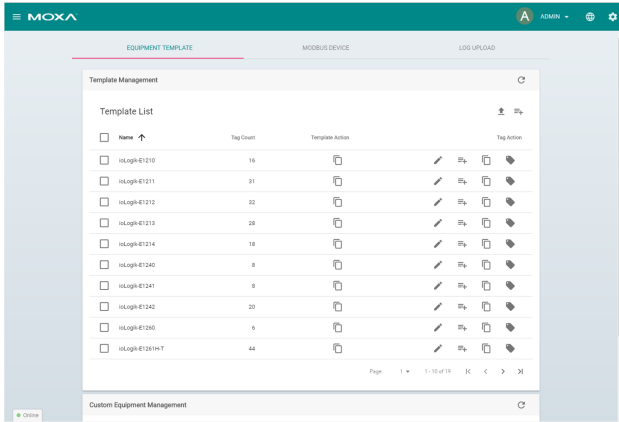 MOXA
A ADMIN
EQUIPMENT TEMPLATE MODBUS DEVICE LOG UPLOAD
Template Management
Template List
Name Tag Count Template Action Tag Action
ioLogik-E1210 16
ioLogik-E1211 31
ioLogik-E1212 32
ioLogik-E1213 28
ioLogik-E1214 18
ioLogik-E1240 8
ioLogik-E1241 8
ioLogik-E1242 20
ioLogik-E1260 6
ioLogik-E1261H-T 44
Page 1 1 - 10 of 19
Custom Equipment Management
Online